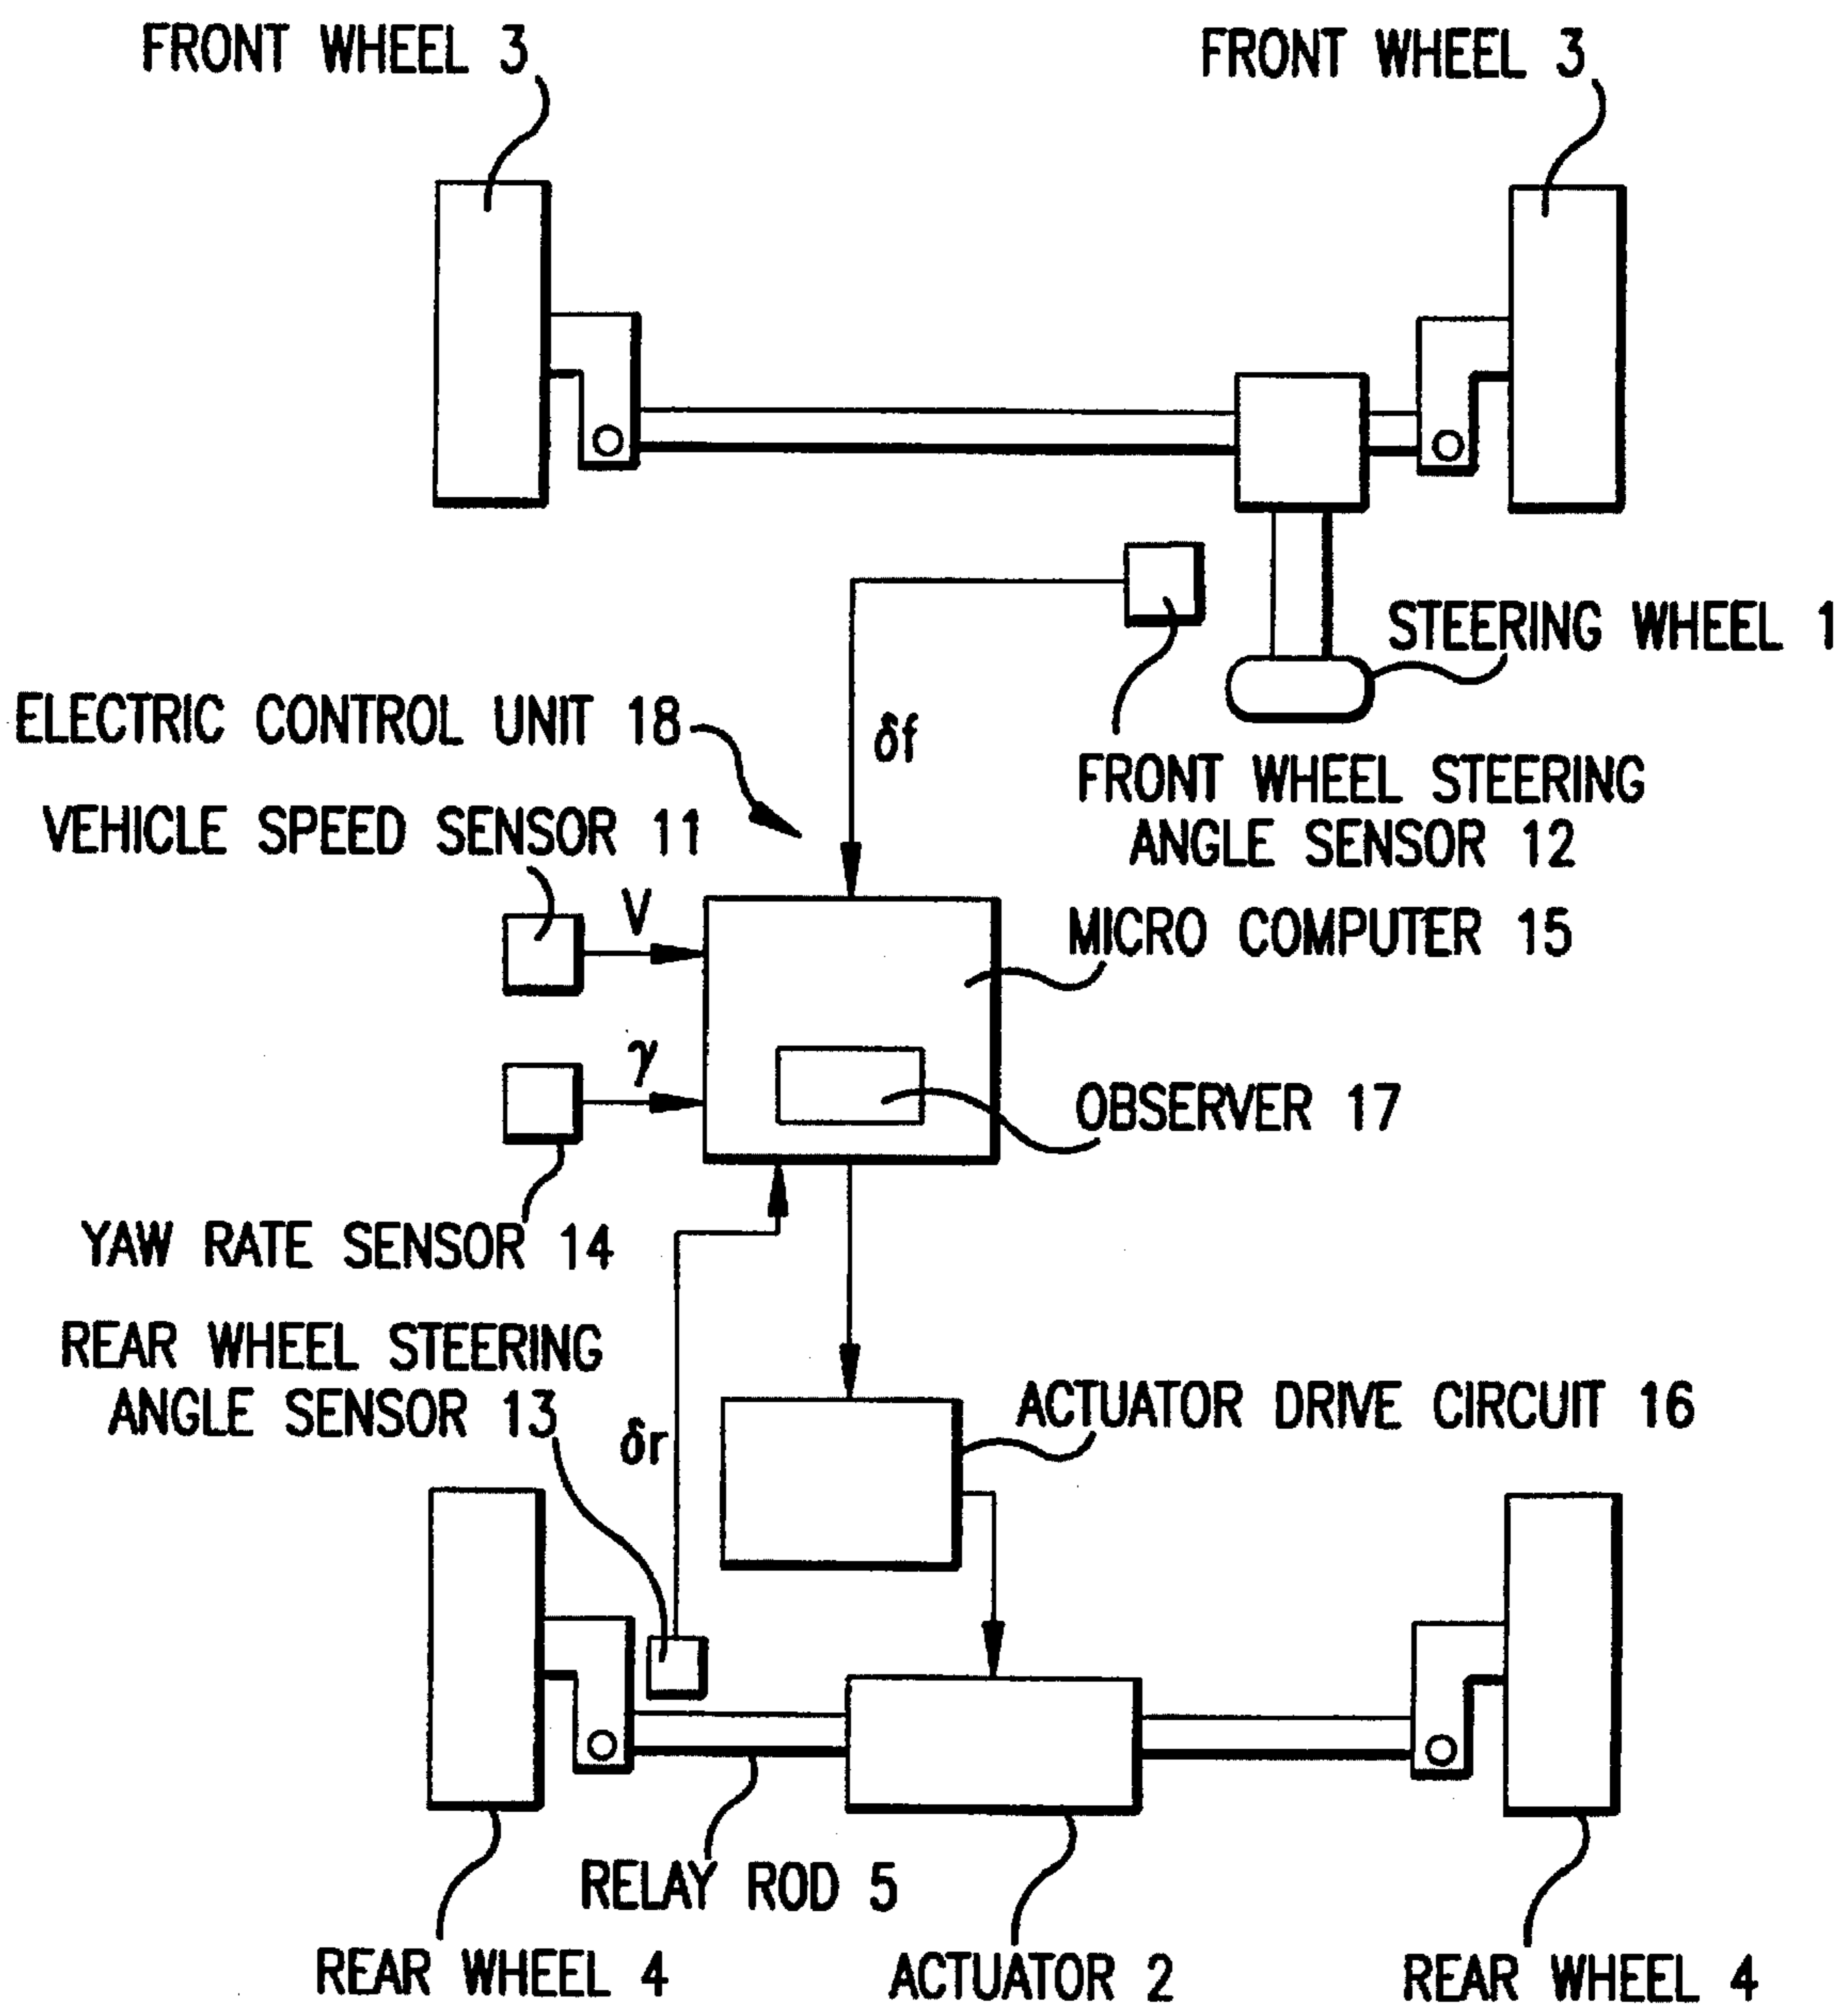 FRONT WHEEL 3
FRONT WHEEL 3
STEERING WHEEL 1
ELECTRIC CONTROL UNIT 18
δf
FRONT WHEEL STEERING
ANGLE SENSOR 12
VEHICLE SPEED SENSOR 11
V
MICRO COMPUTER 15
γ
OBSERVER 17
YAW RATE SENSOR 14
REAR WHEEL STEERING
ANGLE SENSOR 13
δr
ACTUATOR DRIVE CIRCUIT 16
RELAY ROD 5
REAR WHEEL 4
ACTUATOR 2
REAR WHEEL 4